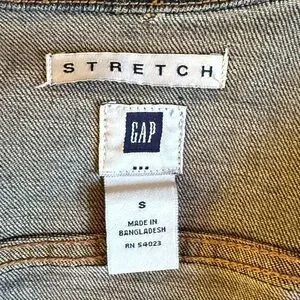 STRETCH
GAP
...
S
MADE IN
BANGLADESH
RN 54023